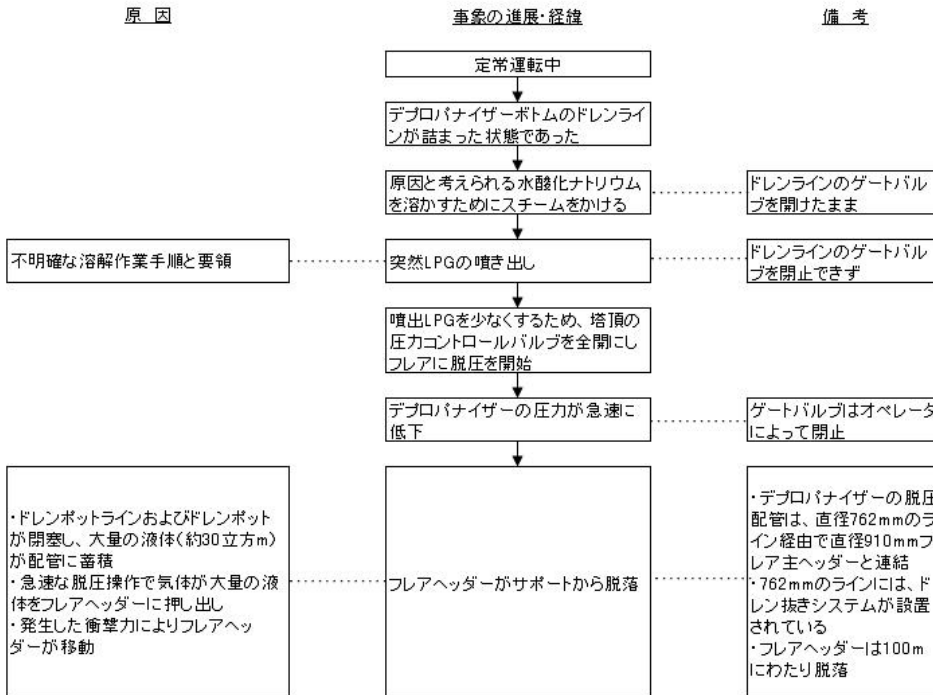 原 因
事象の進展・経緯
備 考
定常運転中
デプロパナイザーボトムのドレンライ
ンが詰まった状態であった
原因と考えられる水酸化ナトリウム
を溶かすためにスチームをかける
ドレンラインのゲートバル
ブを開けたまま
不明確な溶解作業手順と要領
突然LPGの噴き出し
ドレンラインのゲートバル
ブを閉止できず
噴出LPGを少なくするため、塔頂の
圧力コントロールバルブを全開にし
フレアに脱圧を開始
デプロパナイザーの圧力が急速に
低下
ゲートバルブはオペレータ
によって閉止
・ドレンポットラインおよびドレンポット
が閉塞し、大量の液体(約30立方m)
が配管に蓄積
・急速な脱圧操作で気体が大量の液
体をフレアヘッダーに押し出し
・発生した衝撃力によりフレアヘッ
ダーが移動
フレアヘッダーがサポートから脱落
・デプロパナイザーの脱圧
配管は、直径762mmのラ
イン経由で直径910mmフ
レア主ヘッダーと連結
・762mmのラインには、ド
レン抜きシステムが設置
されている
・フレアヘッダーは100m
にわたり脱落